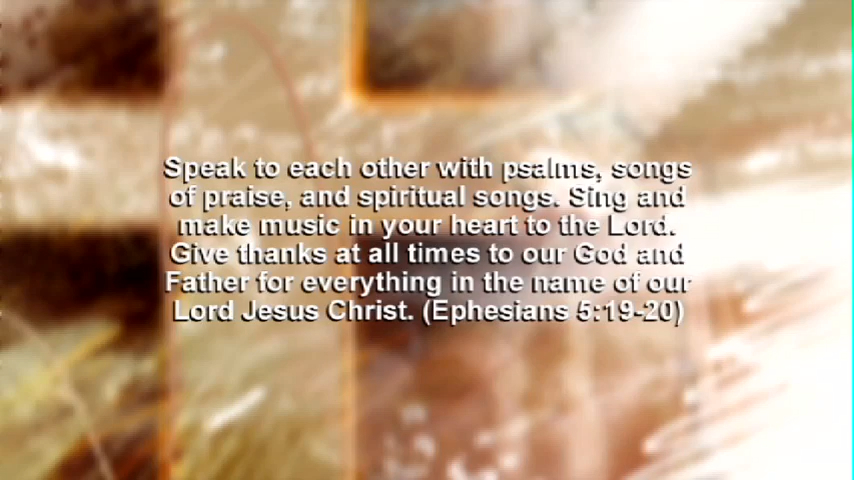 Speak to each other with psalms, songs
of praise, and spiritual songs. Sing and
make music in your heart to the Lord.
Give thanks at all times to our God and
Father for everything in the name of our
Lord Jesus Christ. (Ephesians 5:19-20)